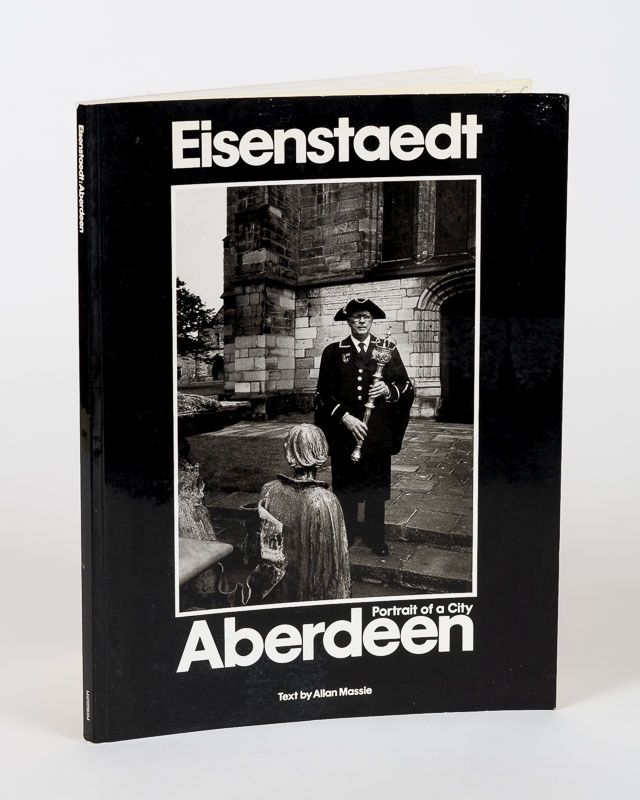 Eisenstaedt
Portrait of a City
Aberdeen
Text by Allan Massie
Eisenstaedt: Aberdeen